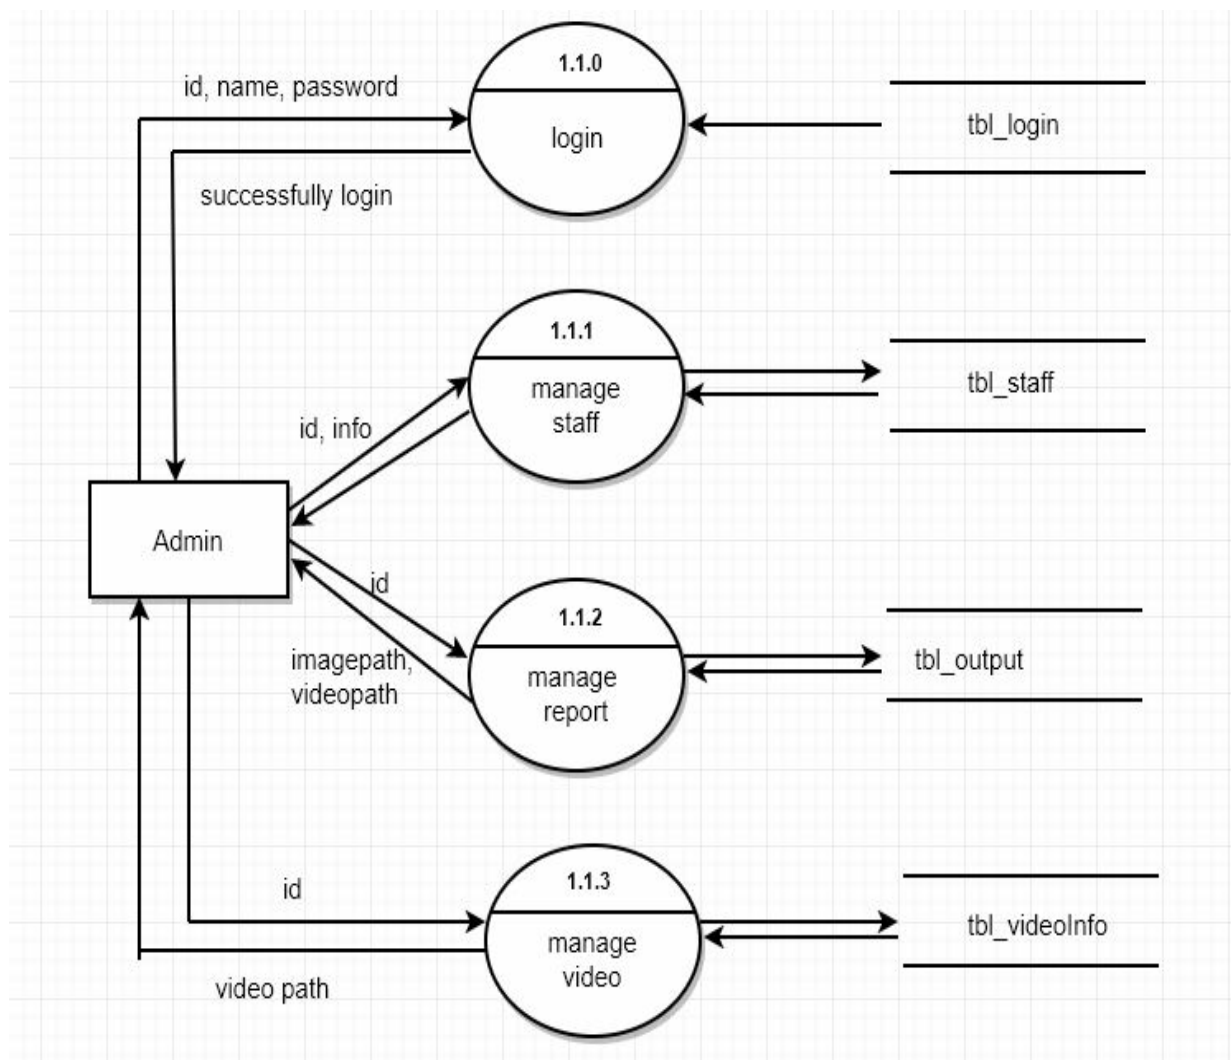 1.1.0
id, name, password
login
tbl_login
successfully login
1.1.1
manage
staff
tbl_staff
id, info
Admin
id
1.1.2
imagepath,
videopath
manage
report
tbl_output
1.1.3
id
manage
video
tbl_videoInfo
video path